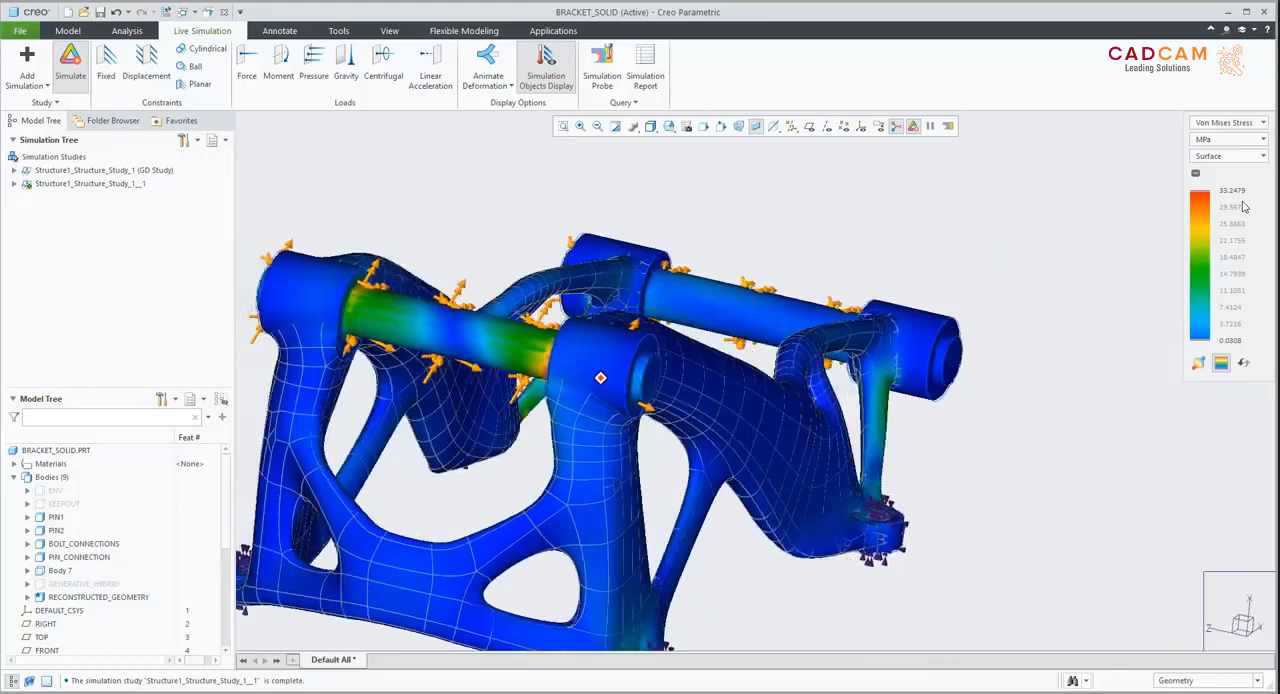 creo
BRACKET_SOLID (Active) - Creo Parametric
File Model Analysis Live Simulation Annotate Tools View Flexible Modeling Applications
Add Simulation Simulate Fixed Displacement Cylindrical Ball Planar Force Moment Pressure Gravity Centrifugal Linear Acceleration Animate Deformation Simulation Objects Display Simulation Probe Simulation Report
Study Constraints Loads Display Options Query
CADCAM
Leading Solutions
Model Tree Folder Browser Favorites
Simulation Tree
Simulation Studies
Structure1_Structure_Study_1 (GD Study)
Structure1_Structure_Study_1__1
Von Mises Stress
MPa
Surface
33.2479
25.8663
22.1755
18.4847
14.7939
11.1031
7.4124
3.7216
0.0308
Model Tree
Feat #
BRACKET_SOLID.PRT
Materials <None>
Bodies (9)
ENV
KEEPOUT
PIN1
PIN2
BOLT_CONNECTIONS
PIN_CONNECTION
Body 7
GENERATIVE_HYBRID
RECONSTRUCTED_GEOMETRY
DEFAULT_CSYS 1
RIGHT 2
TOP 3
FRONT 4
X
Z
Y
Default All *
• The simulation study "Structure1_Structure_Study_1__1" is complete.
Geometry